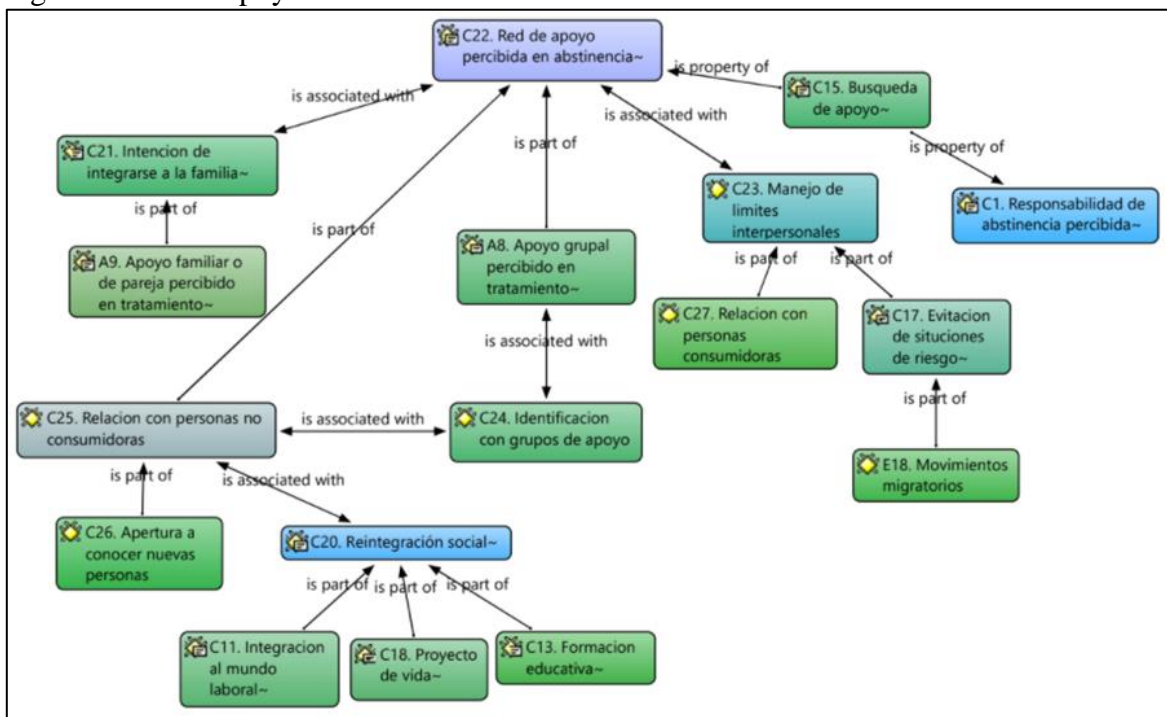 C22. Red de apoyo
percibida en abstinencia~
is property of
C15. Busqueda
de apoyo~
is associated with
is associated with
is part of
is property of
C21. Intencion de
integrarse a la familia~
C23. Manejo de
limites
interpersonales
C1. Responsabilidad de
abstinencia percibida~
is part of
is part of
A9. Apoyo familiar o
de pareja percibido
en tratamiento~
A8. Apoyo grupal
percibido en
tratamiento~
is part of
is part of
C27. Relacion con
personas
consumidoras
C17. Evitacion
de situciones
de riesgo~
is associated with
is part of
C25. Relacion con personas no
consumidoras
is associated with
C24. Identificacion
con grupos de apoyo
E18. Movimientos
migratorios
is part of
is associated with
C26. Apertura a
conocer nuevas
personas
C20. Reintegración social~
is part of
is part of
is part of
C11. Integracion
al mundo
laboral~
C18. Proyecto
de vida~
C13. Formacion
educativa~